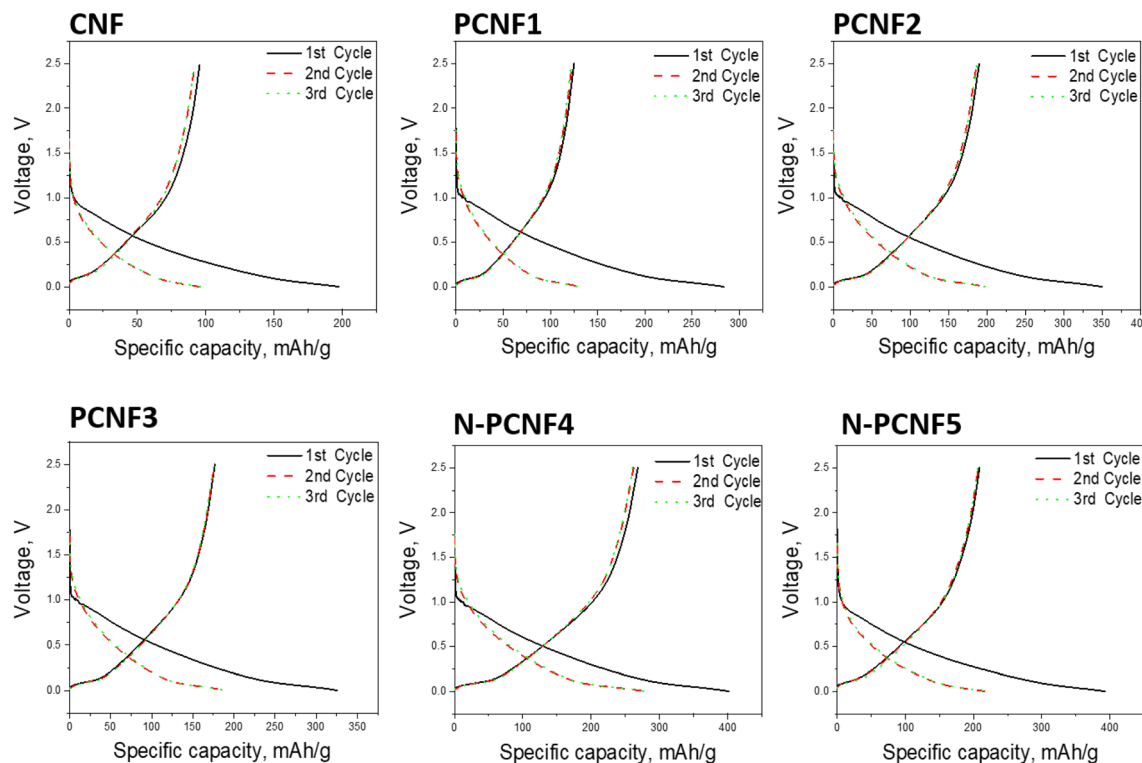 CNF
1st Cycle
2nd Cycle
3rd Cycle
2.5
2.0
1.5
1.0
0.5
0.0
Voltage, V
0 50 100 150 200
Specific capacity, mAh/g
PCNF1
1st Cycle
2nd Cycle
3rd Cycle
2.5
2.0
1.5
1.0
0.5
0.0
Voltage, V
0 50 100 150 200 250 300
Specific capacity, mAh/g
PCNF2
1st Cycle
2nd Cycle
3rd Cycle
2.5
2.0
1.5
1.0
0.5
0.0
Voltage, V
0 50 100 150 200 250 300 350 400
Specific capacity, mAh/g
PCNF3
1st Cycle
2nd Cycle
3rd Cycle
2.5
2.0
1.5
1.0
0.5
0.0
Voltage, V
0 50 100 150 200 250 300 350
Specific capacity, mAh/g
N-PCNF4
1st Cycle
2nd Cycle
3rd Cycle
2.5
2.0
1.5
1.0
0.5
0.0
Voltage, V
0 100 200 300 400
Specific capacity, mAh/g
N-PCNF5
1st Cycle
2nd Cycle
3rd Cycle
2.5
2.0
1.5
1.0
0.5
0.0
Voltage, V
0 100 200 300 400
Specific capacity, mAh/g